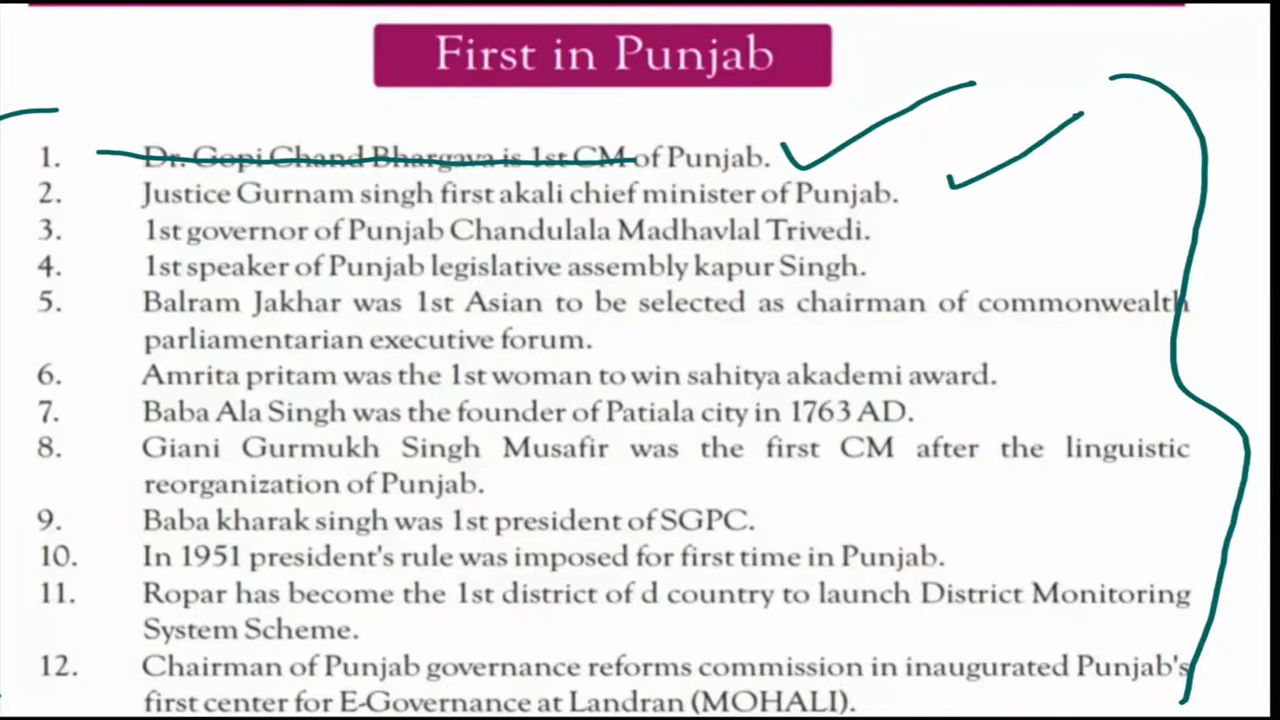 First in Punjab
1. Dr. Gopi Chand Bhargava is 1st CM of Punjab.
2. Justice Gurnam singh first akali chief minister of Punjab.
3. 1st governor of Punjab Chandulala Madhavlal Trivedi.
4. 1st speaker of Punjab legislative assembly kapur Singh.
5. Balram Jakhar was 1st Asian to be selected as chairman of commonwealth
parliamentarian executive forum.
6. Amrita pritam was the 1st woman to win sahitya akademi award.
7. Baba Ala Singh was the founder of Patiala city in 1763 AD.
8. Giani Gurmukh Singh Musafir was the first CM after the linguistic
reorganization of Punjab.
9. Baba kharak singh was 1st president of SGPC.
10. In 1951 president's rule was imposed for first time in Punjab.
11. Ropar has become the 1st district of d country to launch District Monitoring
System Scheme.
12. Chairman of Punjab governance reforms commission in inaugurated Punjab's
first center for E-Governance at Landran (MOHALI).